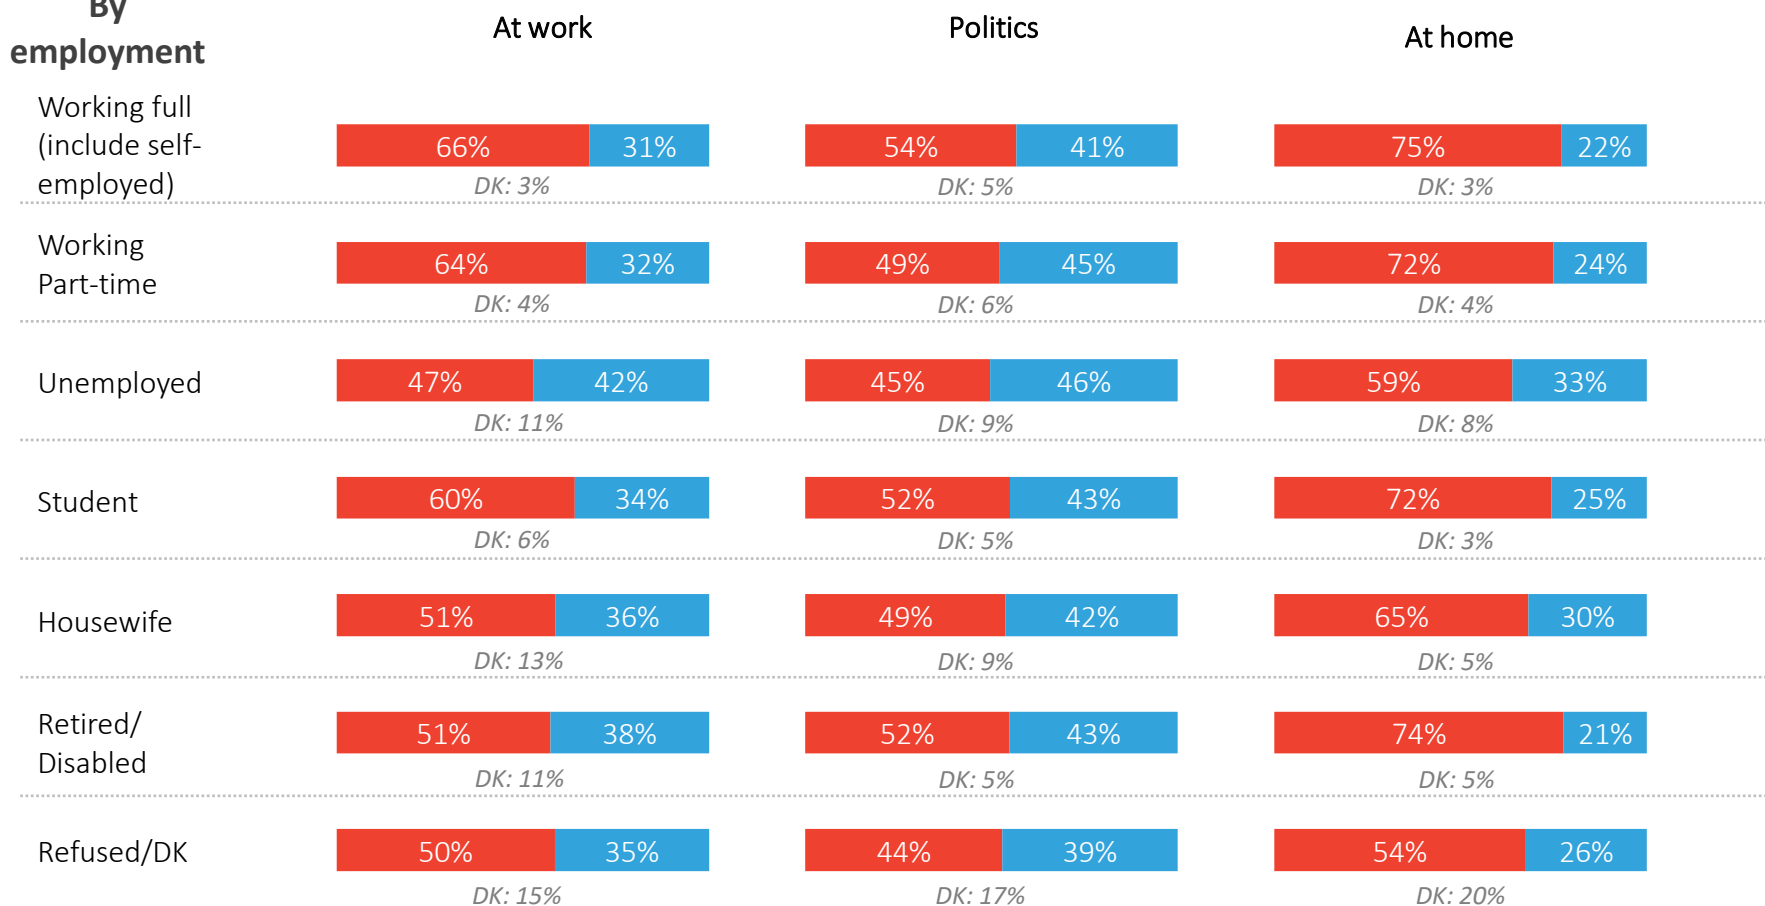 By
employment
At work
Politics
At home
Working full
(include self-
employed)
66% 31%
DK: 3%
54% 41%
DK: 5%
75% 22%
DK: 3%
Working
Part-time
64% 32%
DK: 4%
49% 45%
DK: 6%
72% 24%
DK: 4%
Unemployed
47% 42%
DK: 11%
45% 46%
DK: 9%
59% 33%
DK: 8%
Student
60% 34%
DK: 6%
52% 43%
DK: 5%
72% 25%
DK: 3%
Housewife
51% 36%
DK: 13%
49% 42%
DK: 9%
65% 30%
DK: 5%
Retired/
Disabled
51% 38%
DK: 11%
52% 43%
DK: 5%
74% 21%
DK: 5%
Refused/DK
50% 35%
DK: 15%
44% 39%
DK: 17%
54% 26%
DK: 20%